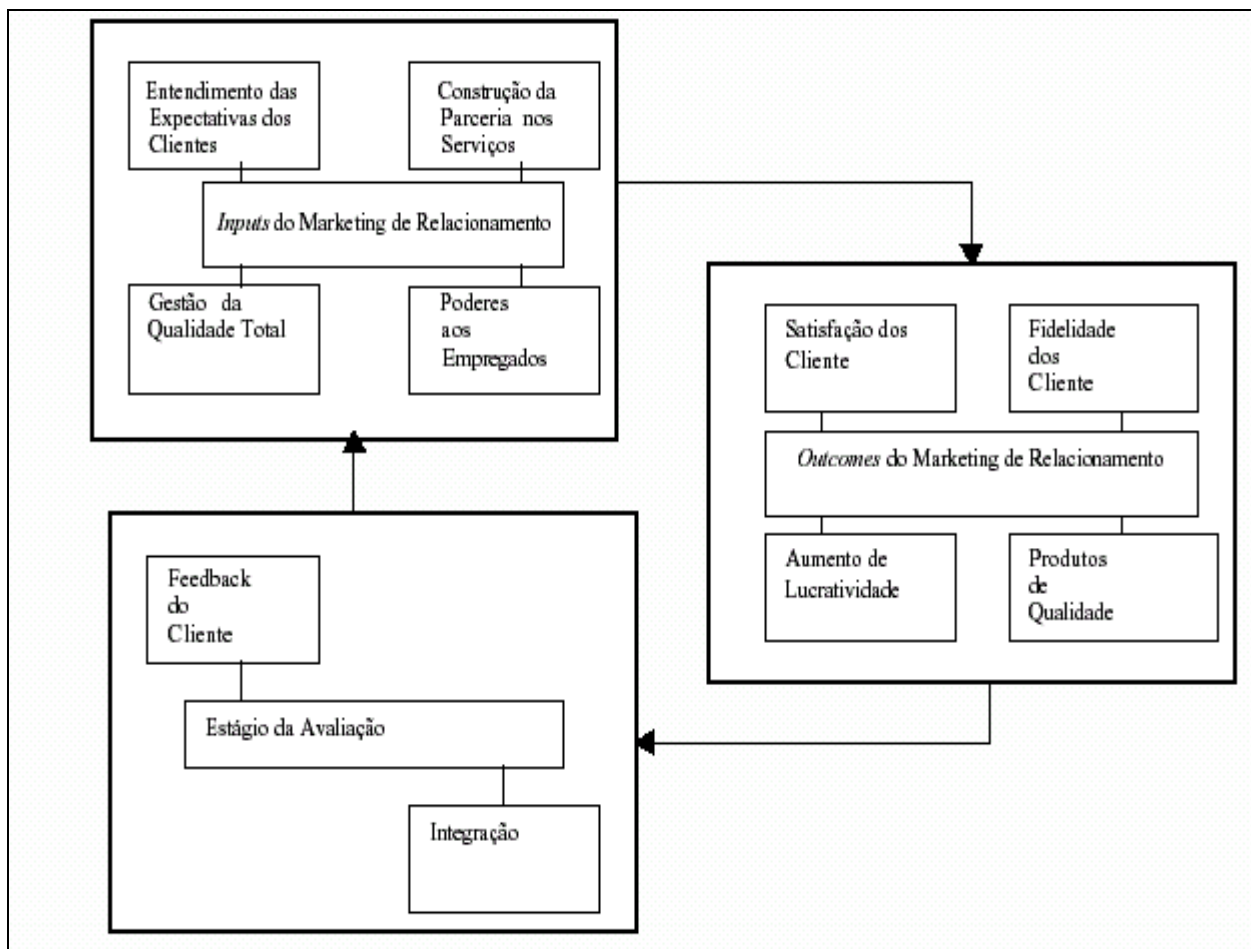 Entendimento das
Expectativas dos
Clientes
Construção da
Parceria nos
Serviços
Inputs do Marketing de Relacionamento
Gestão da
Qualidade Total
Poderes
aos
Empregados
Satisfação dos
Cliente
Fidelidade
dos
Cliente
Outcomes do Marketing de Relacionamento
Aumento de
Lucratividade
Produtos
de
Qualidade
Feedback
do
Cliente
Estágio da Avaliação
Integração